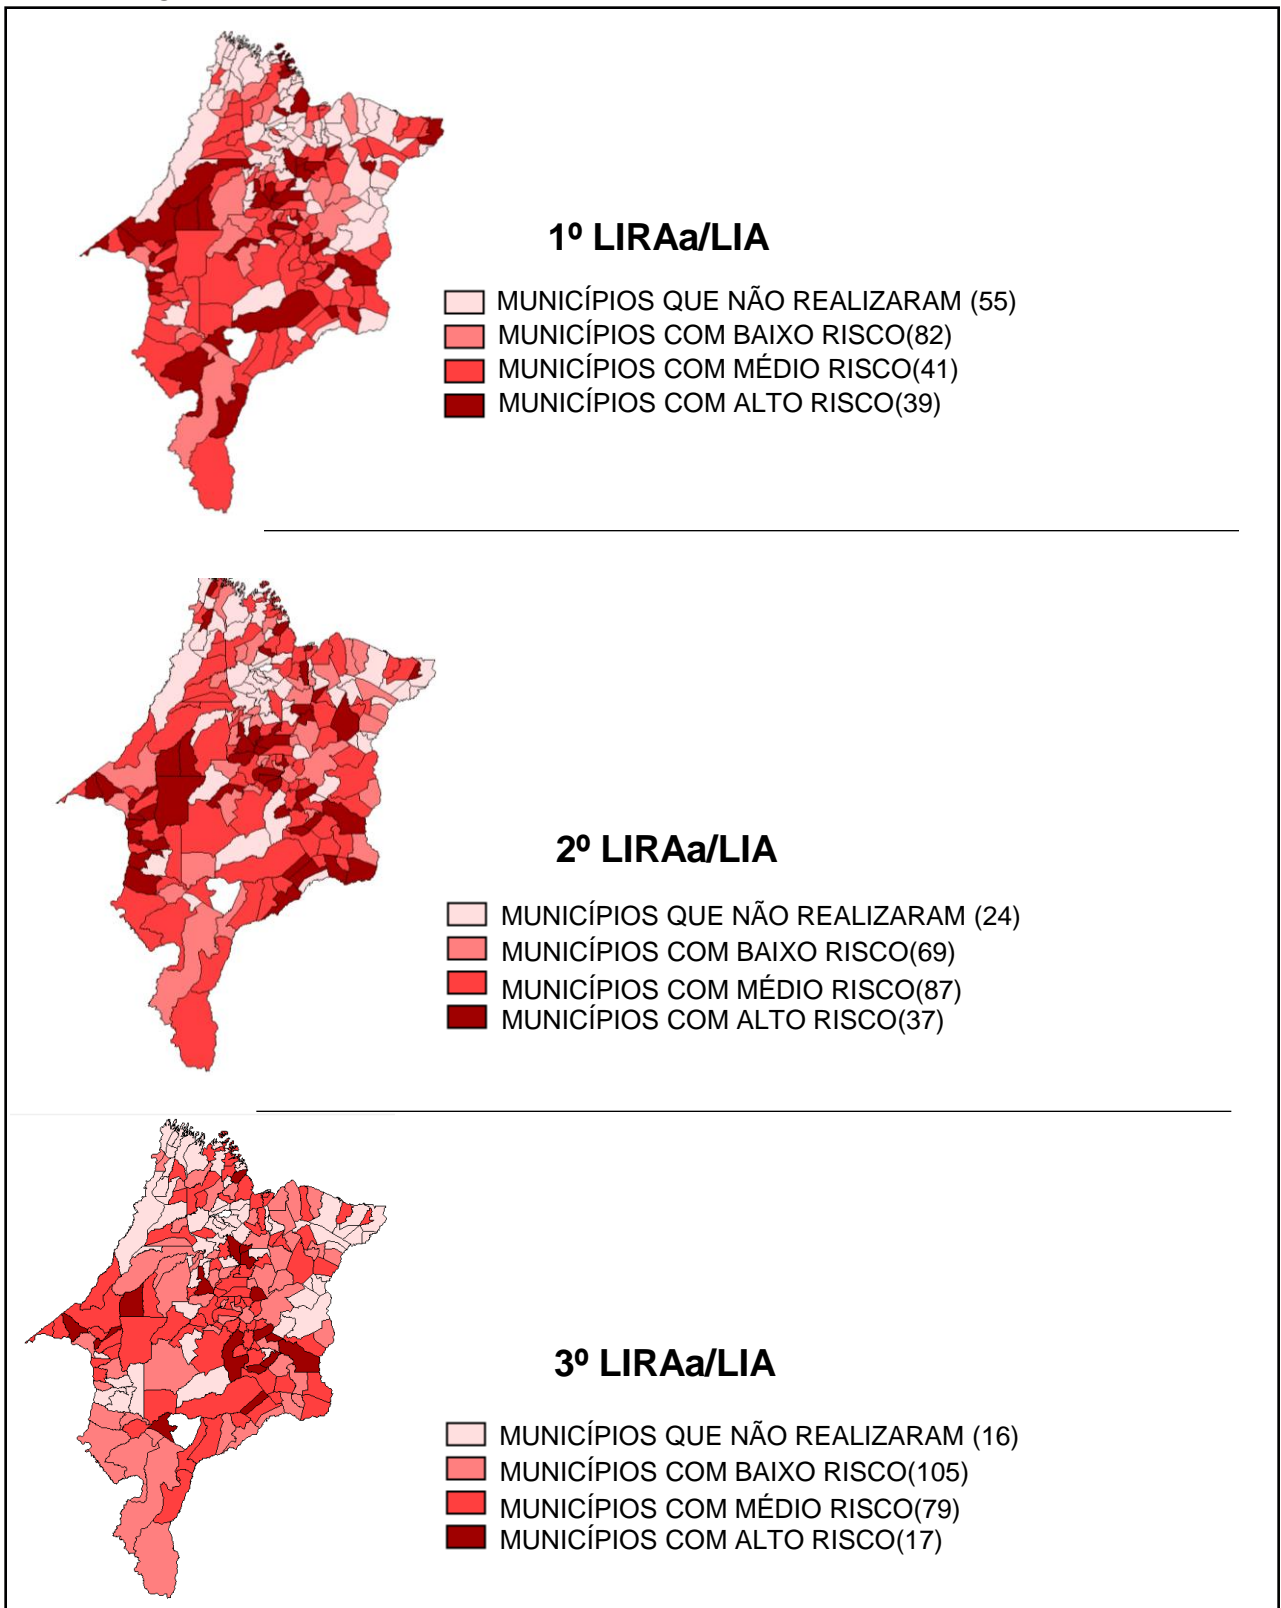 1º LIRAa/LIA
MUNICÍPIOS QUE NÃO REALIZARAM (55)
MUNICÍPIOS COM BAIXO RISCO(82)
MUNICÍPIOS COM MÉDIO RISCO(41)
MUNICÍPIOS COM ALTO RISCO(39)
2º LIRAa/LIA
MUNICÍPIOS QUE NÃO REALIZARAM (24)
MUNICÍPIOS COM BAIXO RISCO(69)
MUNICÍPIOS COM MÉDIO RISCO(87)
MUNICÍPIOS COM ALTO RISCO(37)
3º LIRAa/LIA
MUNICÍPIOS QUE NÃO REALIZARAM (16)
MUNICÍPIOS COM BAIXO RISCO(105)
MUNICÍPIOS COM MÉDIO RISCO(79)
MUNICÍPIOS COM ALTO RISCO(17)